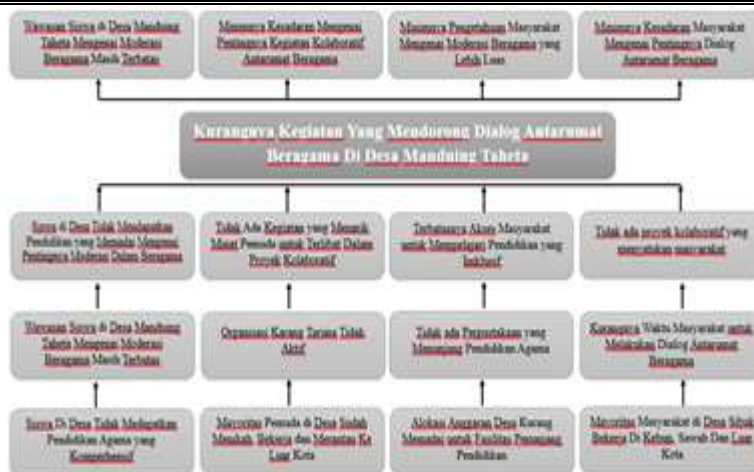 Wawasan Siswa di Desa Manduing
Taheta Mengenai Moderasi
Beragama Masih Terbatas
Minimnya Kesadaran Mengenai
Pentingnya Kegiatan Kolaboratif
Antarumat Beragama
Minimnya Pengetahuan Masyarakat
Mengenai Moderasi Beragama yang
Lebih Luas
Minimnya Kesadaran Masyarakat
Mengenai Pentingnya Dialog
Antarumat Beragama
Kurangnya Kegiatan Yang Mendorong Dialog Antarumat
Beragama Di Desa Manduing Taheta
Siswa di Desa Tidak Mendapatkan
Pendidikan yang Memadai Mengenai
Pentingnya Moderasi Dalam Beragama
Tidak Ada Kegiatan yang Menarik
Minat Pemuda untuk Terlibat Dalam
Proyek Kolaboratif
Terbatasnya Akses Masyarakat
untuk Mempelajari Pendidikan yang
Inklusif
Tidak ada proyek kolaboratif yang
menyatukan masyarakat
Wawasan Siswa di Desa Manduing
Taheta Mengenai Moderasi
Beragama Masih Terbatas
Organisasi Karang Taruna Tidak
Aktif
Tidak ada Perpustakaan yang
Menunjang Pendidikan Agama
Kurangnya Waktu Masyarakat untuk
Melakukan Dialog Antarumat
Beragama
Siswa Di Desa Tidak Medapatkan
Pendidikan Agama yang
Komprehensif
Mayoritas Pemuda di Desa Sudah
Menikah, Bekerja dan Merantau Ke
Luar Kota
Alokasi Anggaran Desa Kurang
Memadai untuk Fasilitas Penunjang
Pendidikan
Mayoritas Masyarakat di Desa Sibuk
Bekerja Di Kebun, Sawah Dan Luar
Kota